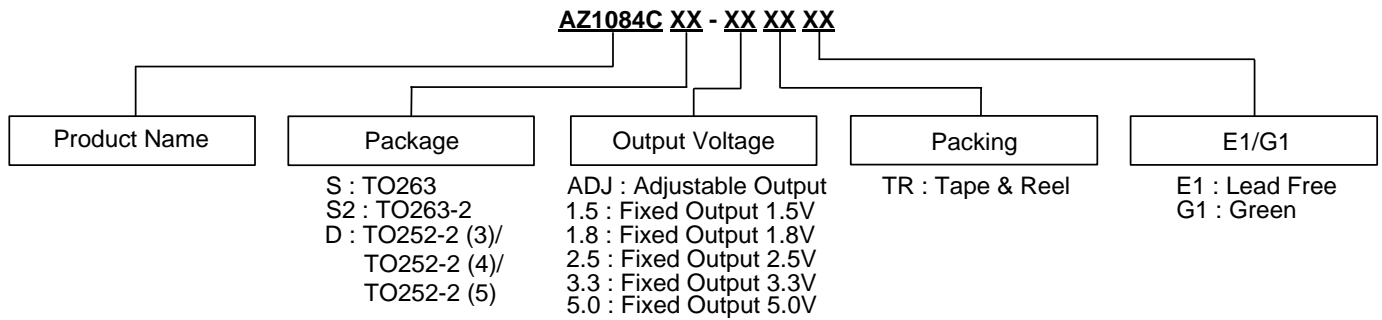 AZ1084C XX - XX XX XX
Product Name
Package
Output Voltage
Packing
E1/G1
S : TO263
S2 : TO263-2
D : TO252-2 (3)/
TO252-2 (4)/
TO252-2 (5)
ADJ : Adjustable Output
1.5 : Fixed Output 1.5V
1.8 : Fixed Output 1.8V
2.5 : Fixed Output 2.5V
3.3 : Fixed Output 3.3V
5.0 : Fixed Output 5.0V
TR : Tape & Reel
E1 : Lead Free
G1 : Green